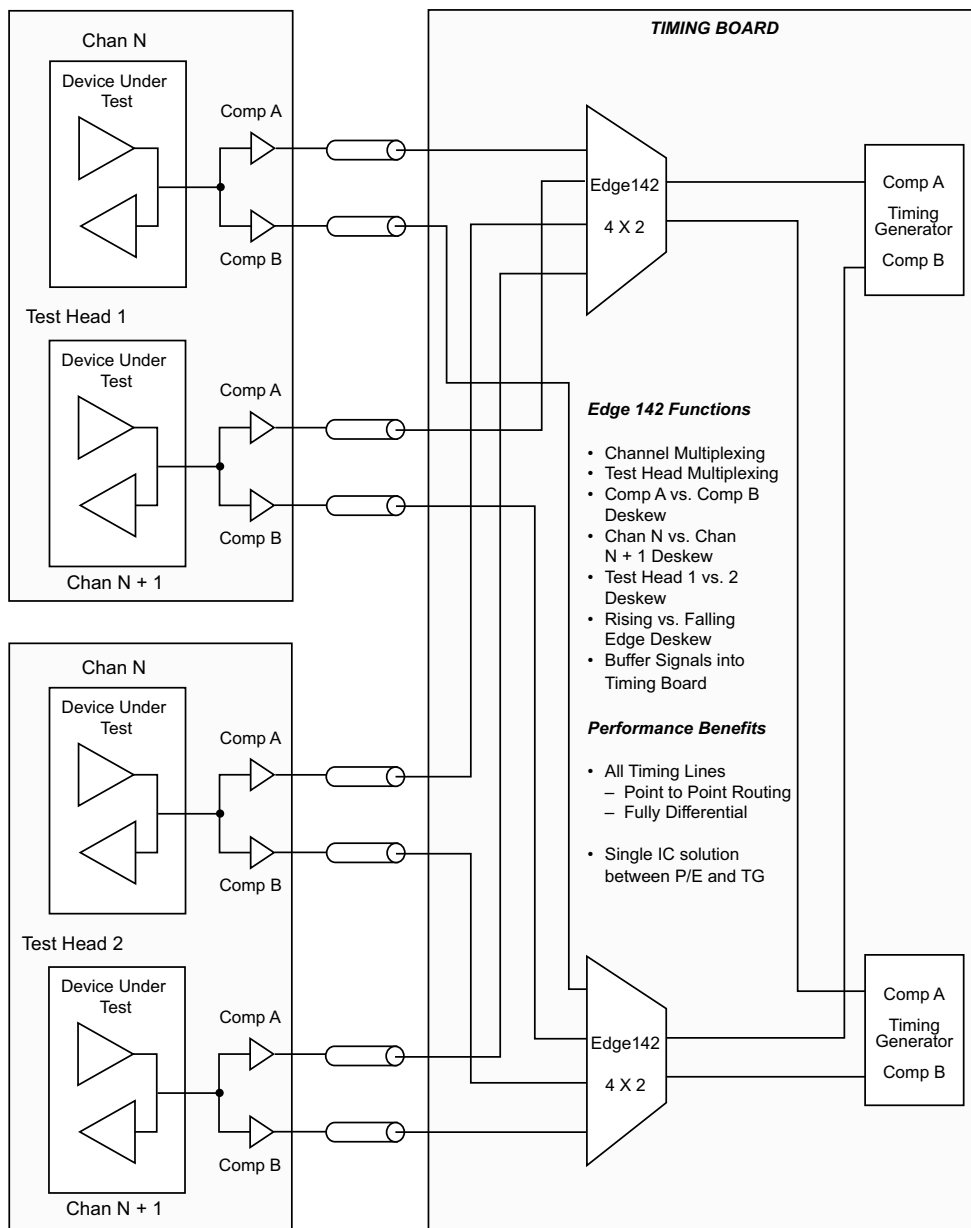 Chan N
Device Under
Test
Comp A
Comp B
Test Head 1
Device Under
Test
Comp A
Comp B
Chan N + 1
Chan N
Device Under
Test
Comp A
Comp B
Test Head 2
Device Under
Test
Comp A
Comp B
Chan N + 1
TIMING BOARD
Edge142
4 X 2
Comp A
Timing
Generator
Comp B
Edge 142 Functions
• Channel Multiplexing
• Test Head Multiplexing
• Comp A vs. Comp B
Deskew
• Chan N vs. Chan
N + 1 Deskew
• Test Head 1 vs. 2
Deskew
• Rising vs. Falling
Edge Deskew
• Buffer Signals into
Timing Board
Performance Benefits
• All Timing Lines
– Point to Point Routing
– Fully Differential
• Single IC solution
between P/E and TG
Edge142
4 X 2
Comp A
Timing
Generator
Comp B